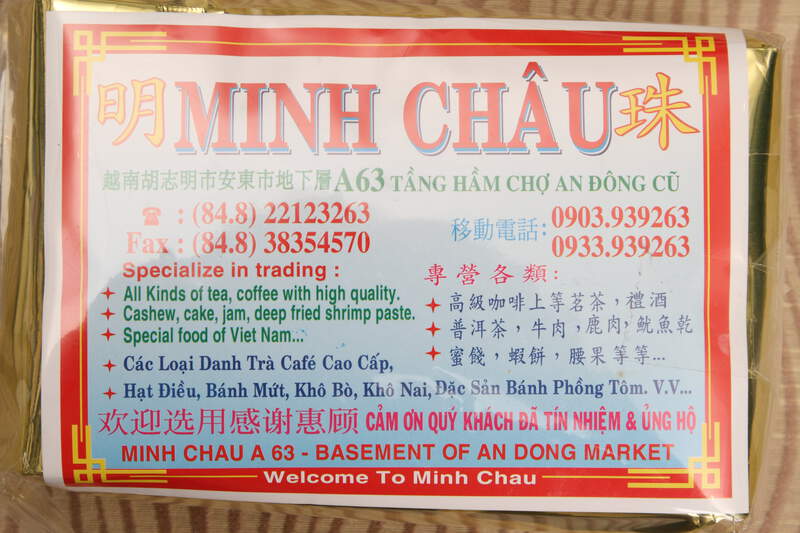 明 MINH CHÂU 珠
越南胡志明市安東市地下層 A63 TẦNG HẦM CHỢ AN ĐÔNG CŨ
☎ : (84.8) 22123263
Fax : (84.8) 38354570
移動電話: 0903.939263
0933.939263
Specialize in trading :
+ All Kinds of tea, coffee with high quality.
+ Cashew, cake, jam, deep fried shrimp paste.
+ Special food of Viet Nam...
專營各類:
+ 高級咖啡上等茗茶,禮酒
+ 普洱茶,牛肉,鹿肉,魷魚乾
+ 蜜餞,蝦餅,腰果等等...
+ Các Loại Danh Trà Café Cao Cấp,
+ Hạt Điều, Bánh Mứt, Khô Bò, Khô Nai, Đặc Sản Bánh Phồng Tôm. V.V...
欢迎选用感谢惠顾 CẢM ƠN QUÝ KHÁCH ĐÃ TÍN NHIỆM & ỦNG HỘ
MINH CHAU A 63 - BASEMENT OF AN DONG MARKET
Welcome To Minh Chau